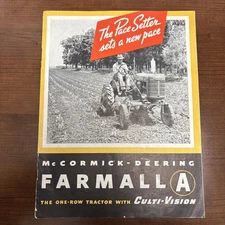 The Pace Setter
sets a new pace
McCORMICK-DEERING
FARMALL A
THE ONE-ROW TRACTOR WITH Culti-Vision